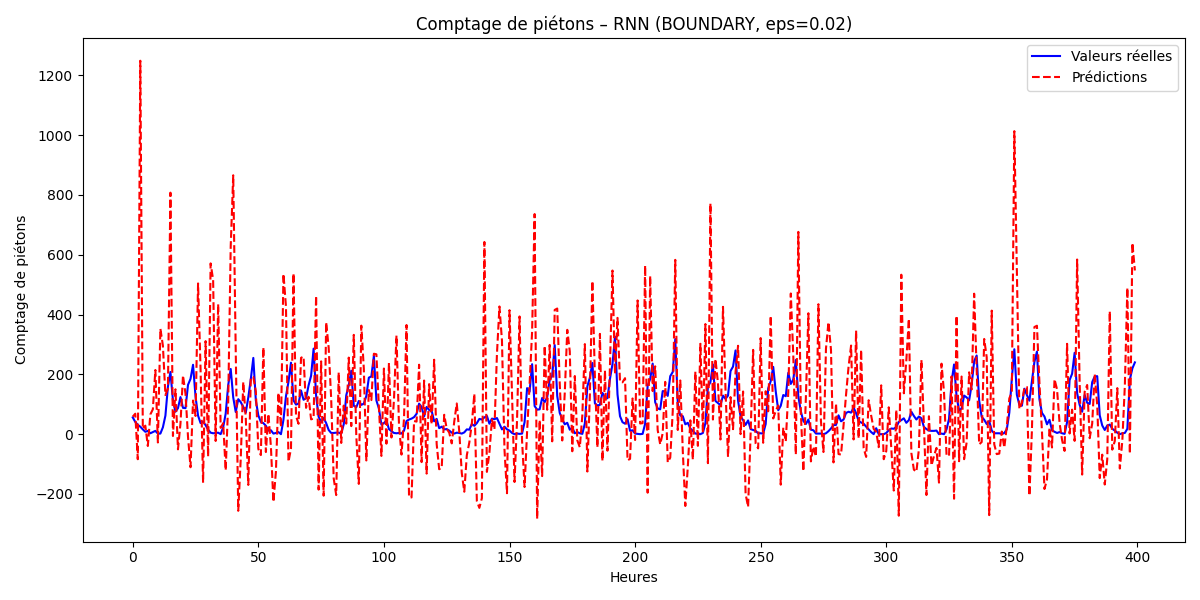 Comptage de piétons – RNN (BOUNDARY, eps=0.02)
Valeurs réelles
Prédictions
Comptage de piétons
1200
1000
800
600
400
200
0
−200
0 50 100 150 200 250 300 350 400
Heures